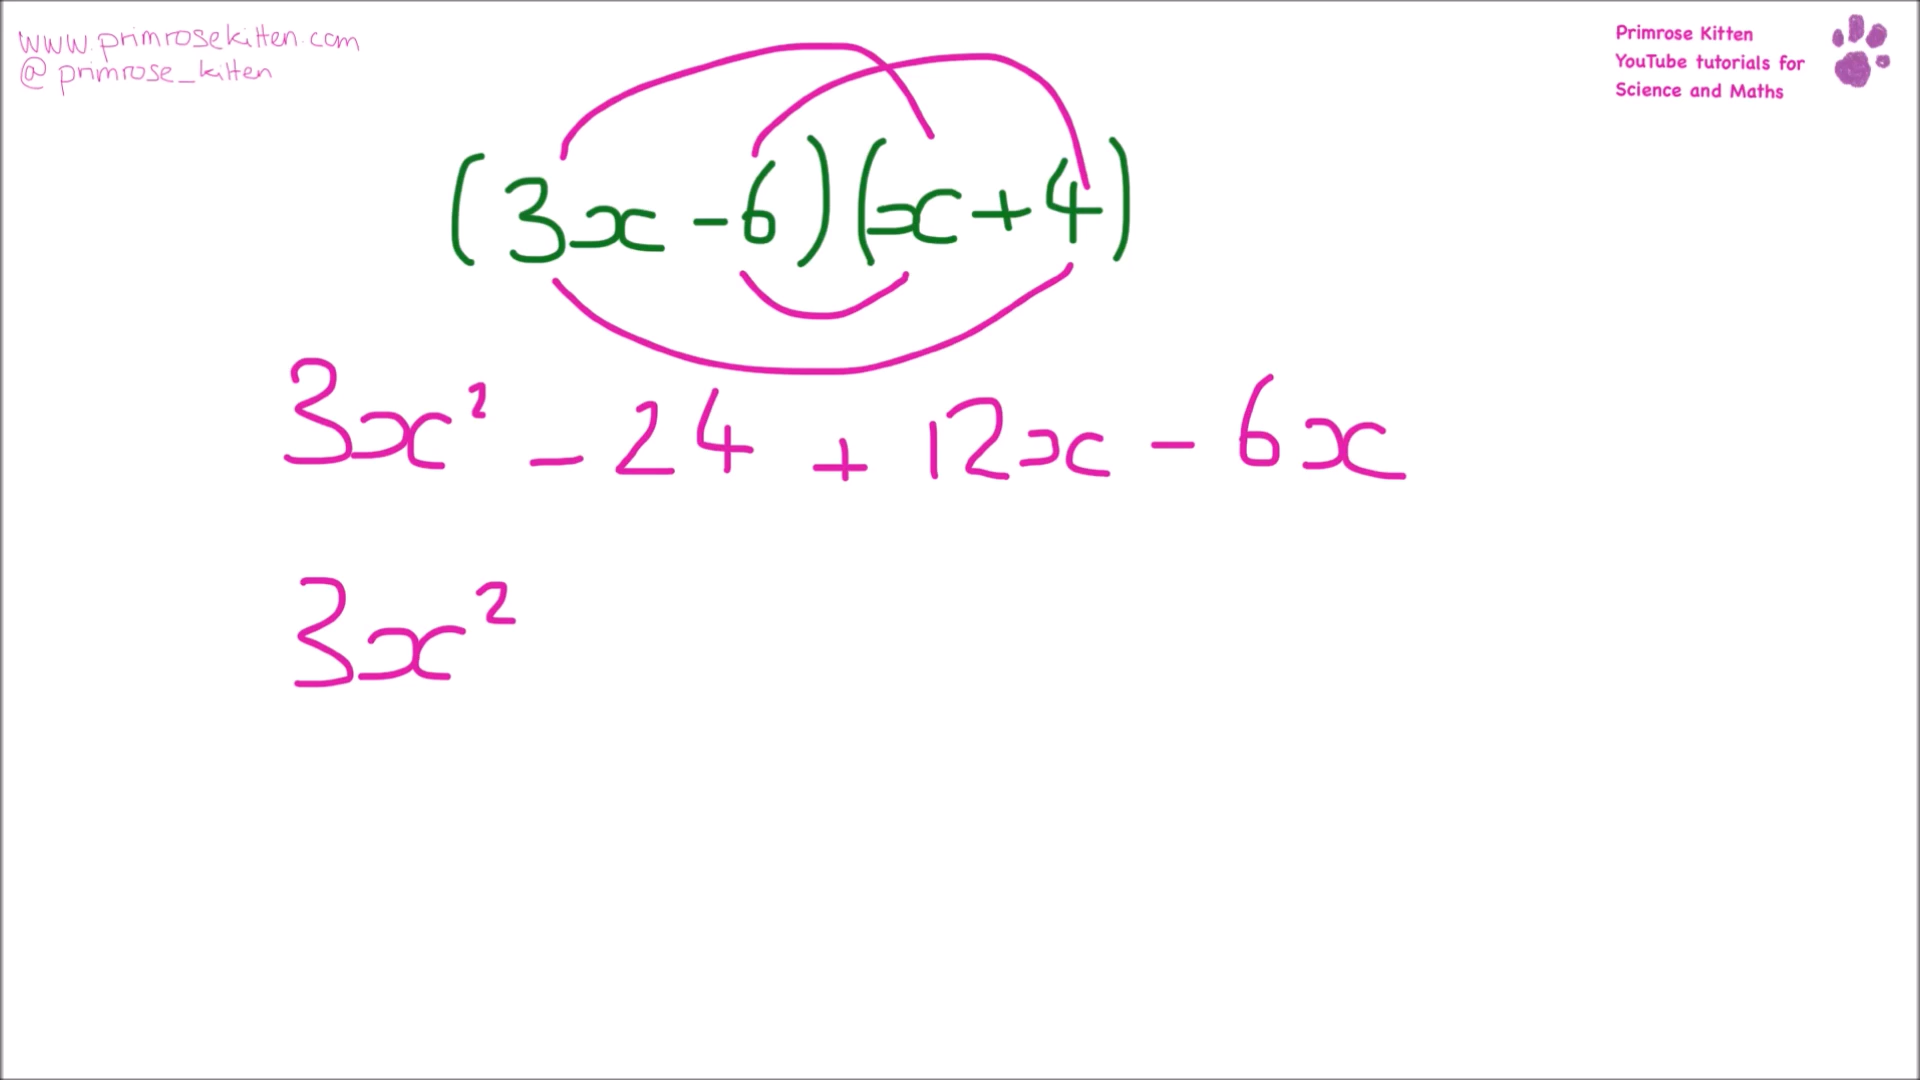 www.primrosekitten.com
@primrose_kitten
Primrose Kitten
YouTube tutorials for
Science and Maths
(3x - 6)(x + 4)
3x² - 24 + 12x - 6x
3x²